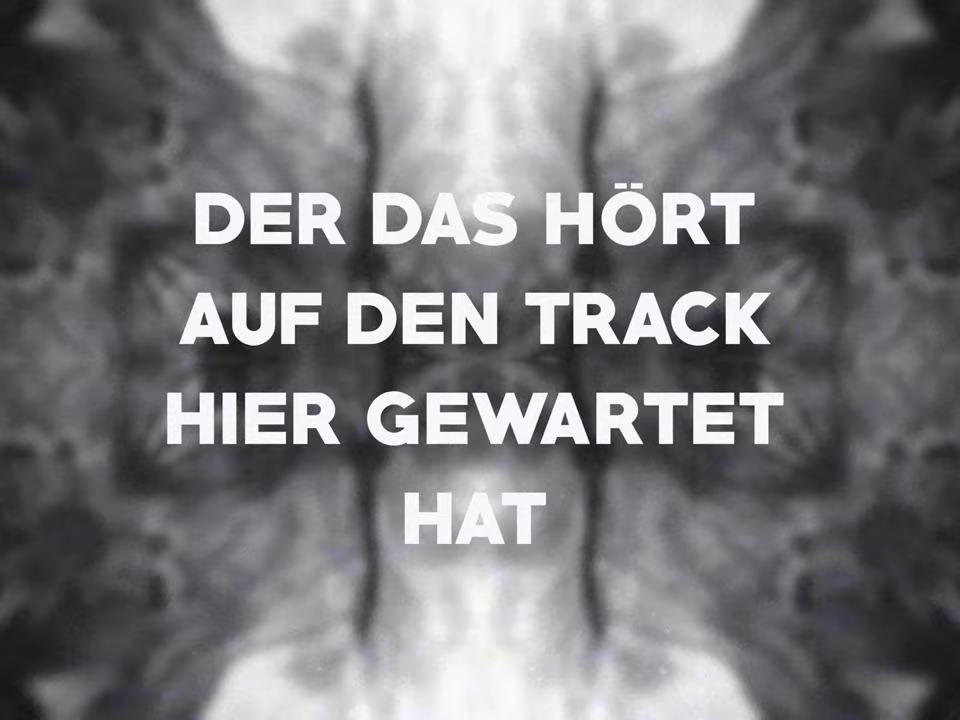 DER DAS HÖRT
AUF DEN TRACK
HIER GEWARTET
HAT